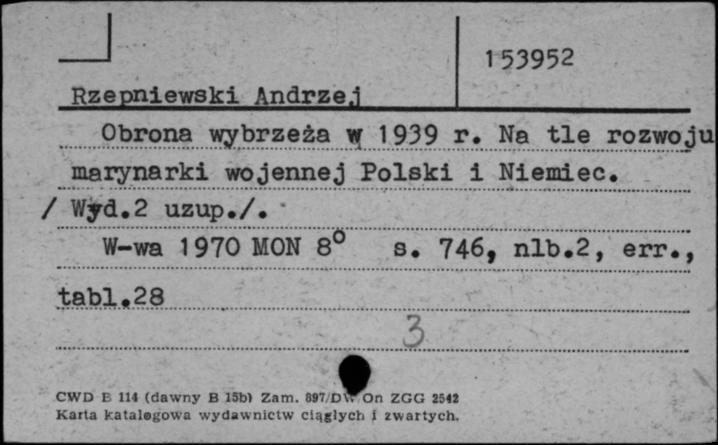 153952
Rzepniewski Andrzej
Obrona wybrzeża w 1939 r. Na tle rozwoju
marynarki wojennej Polski i Niemiec.
/ Wyd.2 uzup./.
W-wa 1970 MON 8° s. 746, nlb.2, err.,
tabl.28
3
CWD B 114 (dawny B 15b) Zam. 897/DW/On ZGG 2542
Karta katalogowa wydawnictw ciągłych i zwartych.